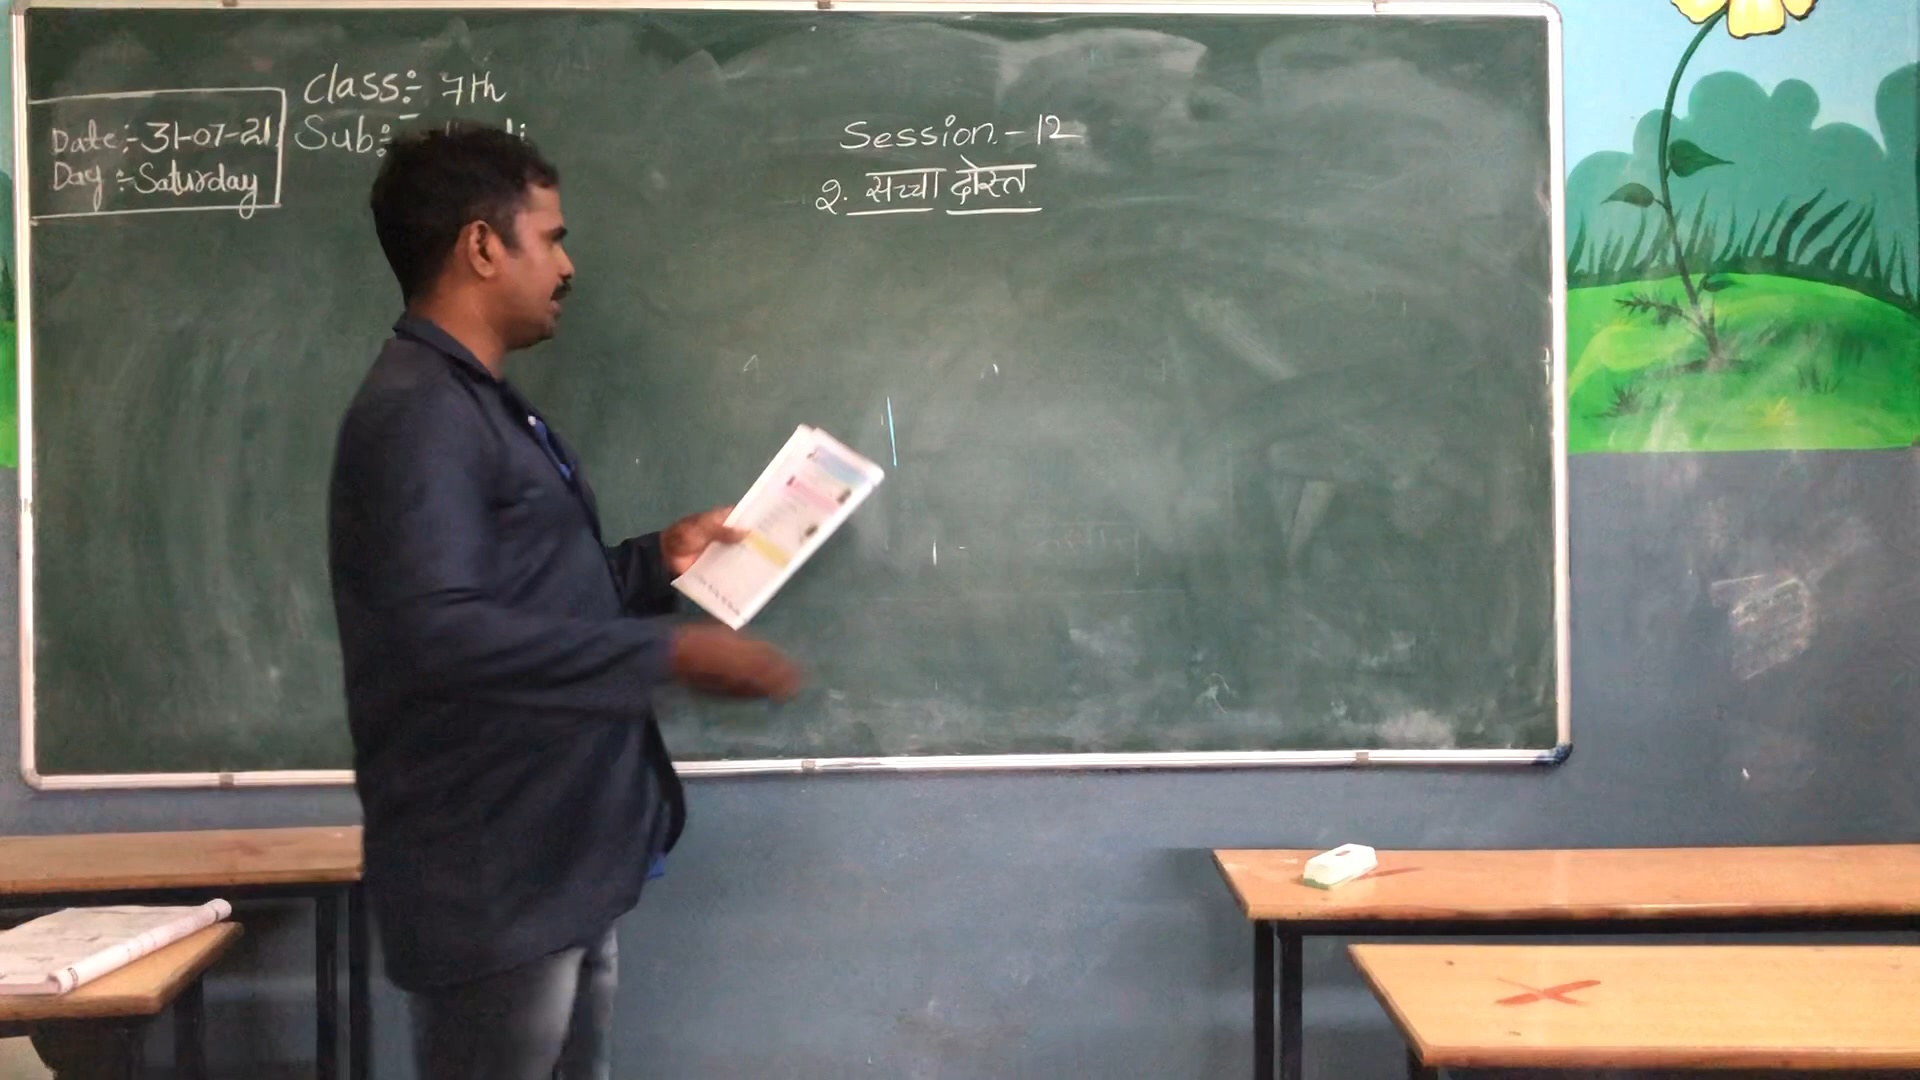 Class:- 7th
Date:- 31-07-21
Sub:-
Day :- Saturday
Session.- 12
२. सच्चा दोस्त